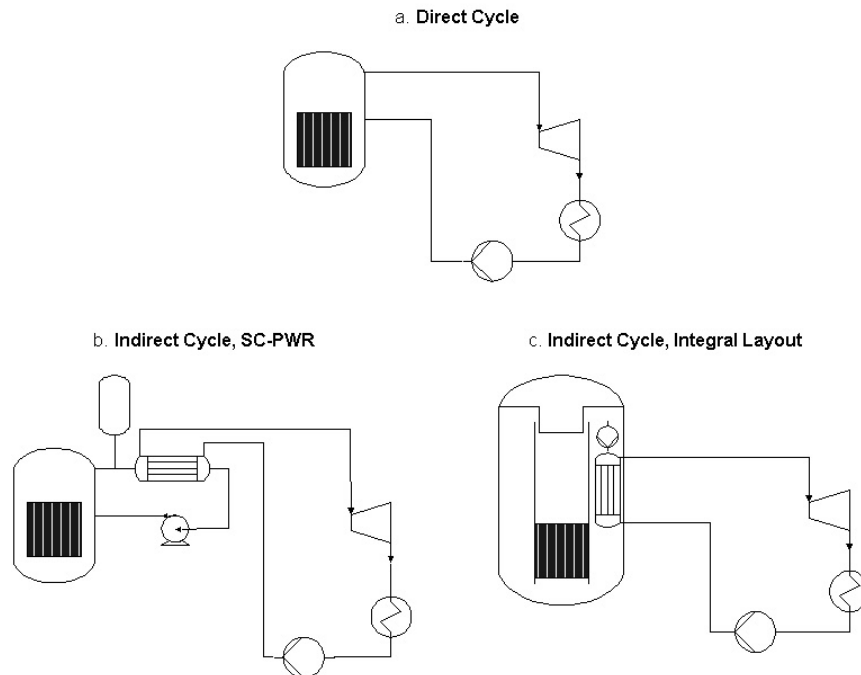 a. Direct Cycle
b. Indirect Cycle, SC-PWR
c. Indirect Cycle, Integral Layout